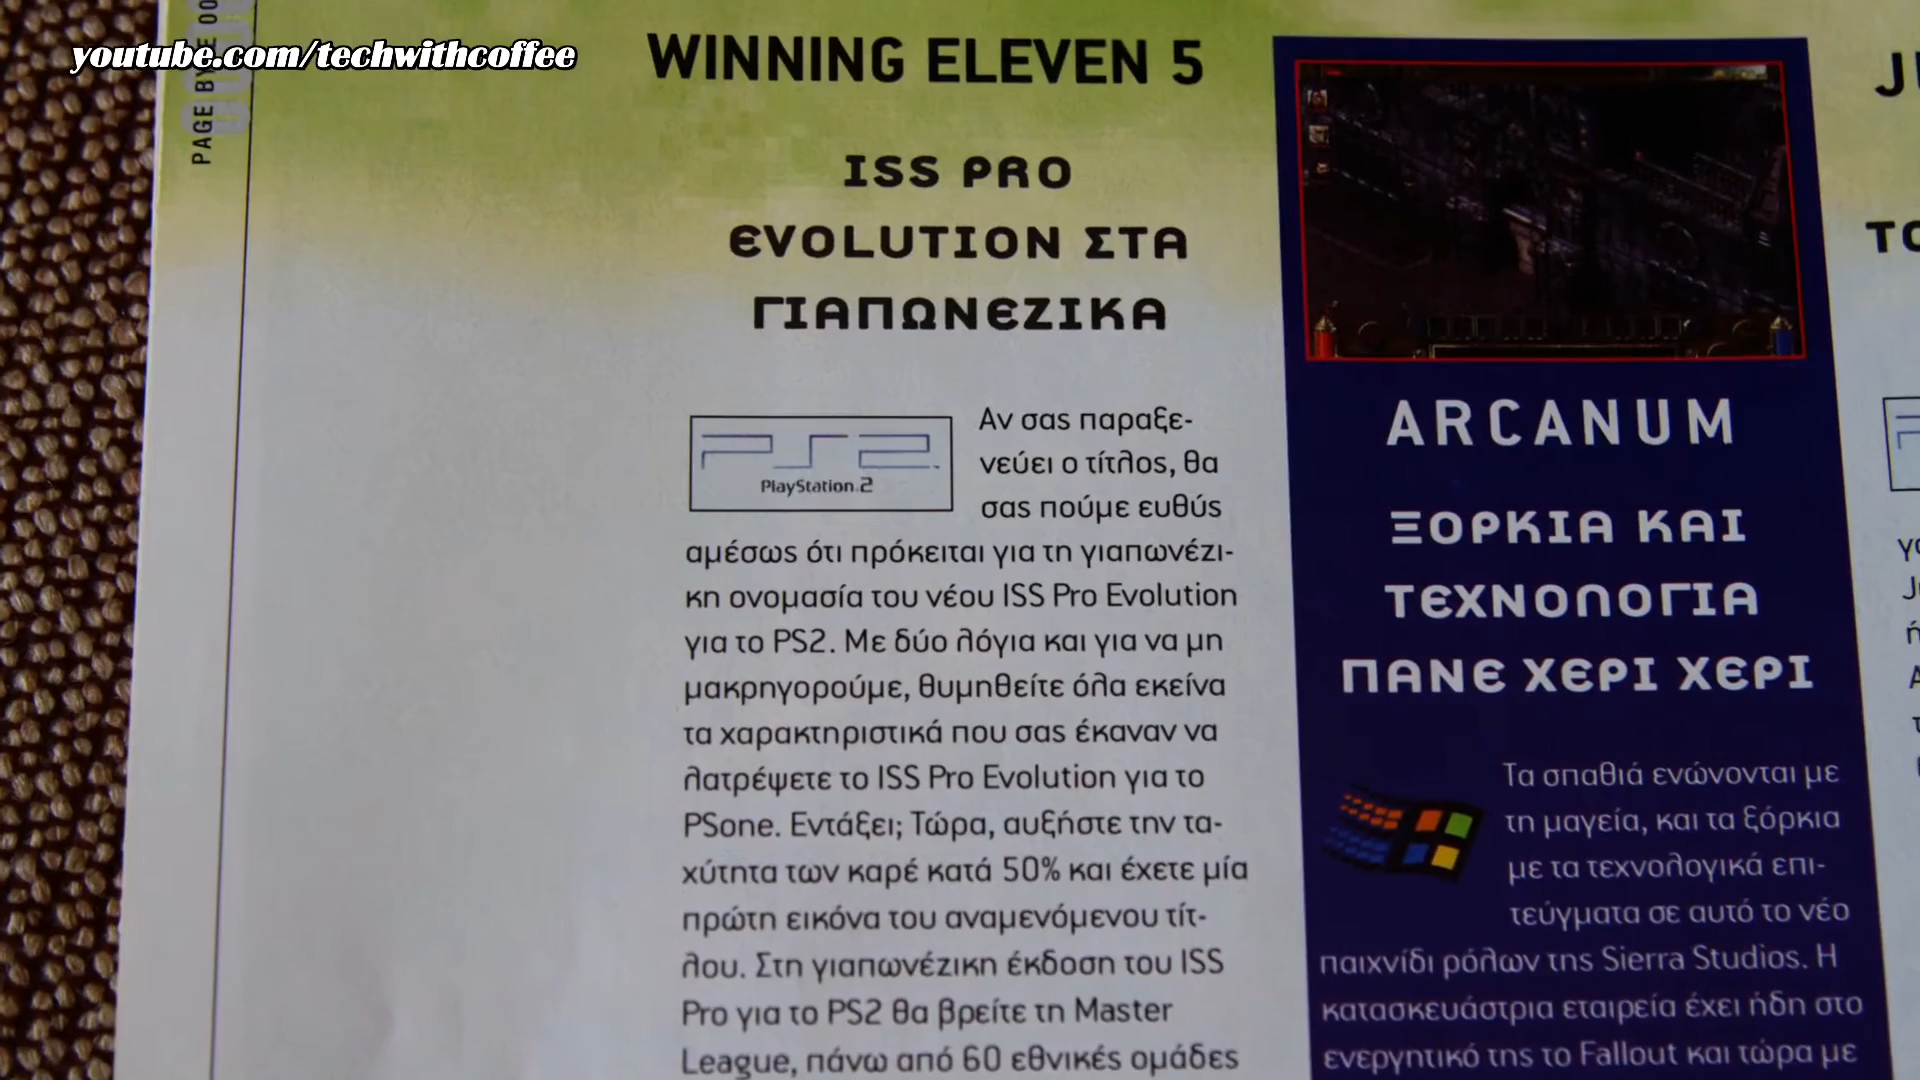 youtube.com/techwithcoffee
PAGE BY
WINNING ELEVEN 5
ISS PRO
EVOLUTION ΣΤΑ
ΓΙΑΠΩΝΕΖΙΚΑ
PlayStation 2
Αν σας παραξε-
νεύει ο τίτλος, θα
σας πούμε ευθύς
αμέσως ότι πρόκειται για τη γιαπωνέζι-
κη ονομασία του νέου ISS Pro Evolution
για το PS2. Με δύο λόγια και για να μη
μακρηγορούμε, θυμηθείτε όλα εκείνα
τα χαρακτηριστικά που σας έκαναν να
λατρέψετε το ISS Pro Evolution για το
PSone. Εντάξει; Τώρα, αυξήστε την τα-
χύτητα των καρέ κατά 50% και έχετε μία
πρώτη εικόνα του αναμενόμενου τίτ-
λου. Στη γιαπωνέζικη έκδοση του ISS
Pro για το PS2 θα βρείτε τη Master
League, πάνω από 60 εθνικές ομάδες
ARCANUM
ΞΟΡΚΙΑ ΚΑΙ
ΤΕΧΝΟΛΟΓΙΑ
ΠΑΝΕ ΧΕΡΙ ΧΕΡΙ
Τα σπαθιά ενώνονται με
τη μαγεία, και τα ξόρκια
με τα τεχνολογικά επι-
τεύγματα σε αυτό το νέο
παιχνίδι ρόλων της Sierra Studios. Η
κατασκευάστρια εταιρεία έχει ήδη στο
ενεργητικό της το Fallout και τώρα με